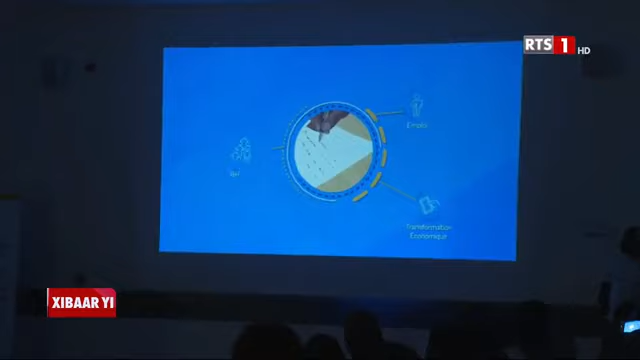 RTS 1 HD
Emploi
Transformation
Économique
XIBAAR YI